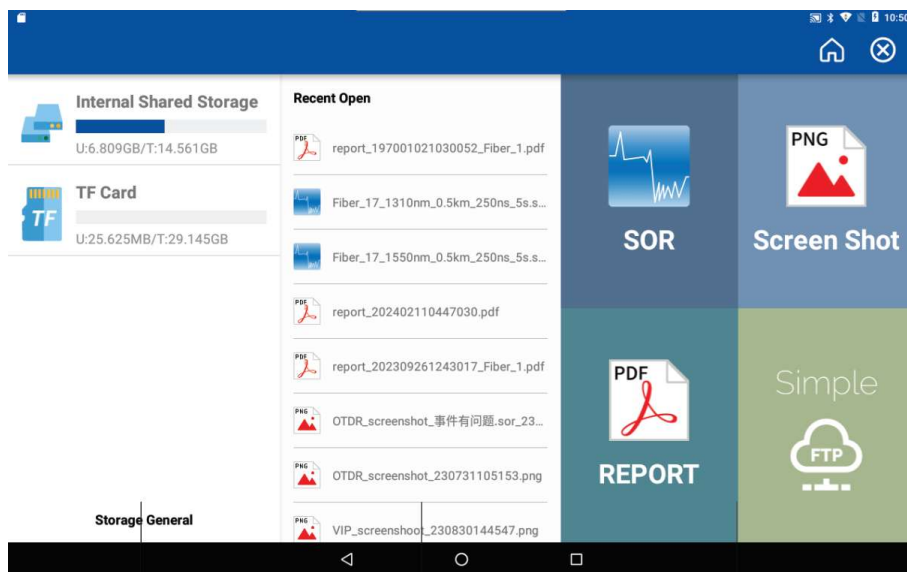 10:50
Internal Shared Storage
U:6.809GB/T:14.561GB
TF
TF Card
U:25.625MB/T:29.145GB
Storage General
Recent Open
PDF
report_197001021030052_Fiber_1.pdf
Fiber_17_1310nm_0.5km_250ns_5s.s...
Fiber_17_1550nm_0.5km_250ns_5s.s...
PDF
report_202402110447030.pdf
PDF
report_202309261243017_Fiber_1.pdf
PNG
OTDR_screenshot_事件有问题.sor_23...
PNG
OTDR_screenshot_230731105153.png
PNG
VIP_screenshoot_230830144547.png
SOR
PNG
Screen Shot
PDF
REPORT
Simple
FTP